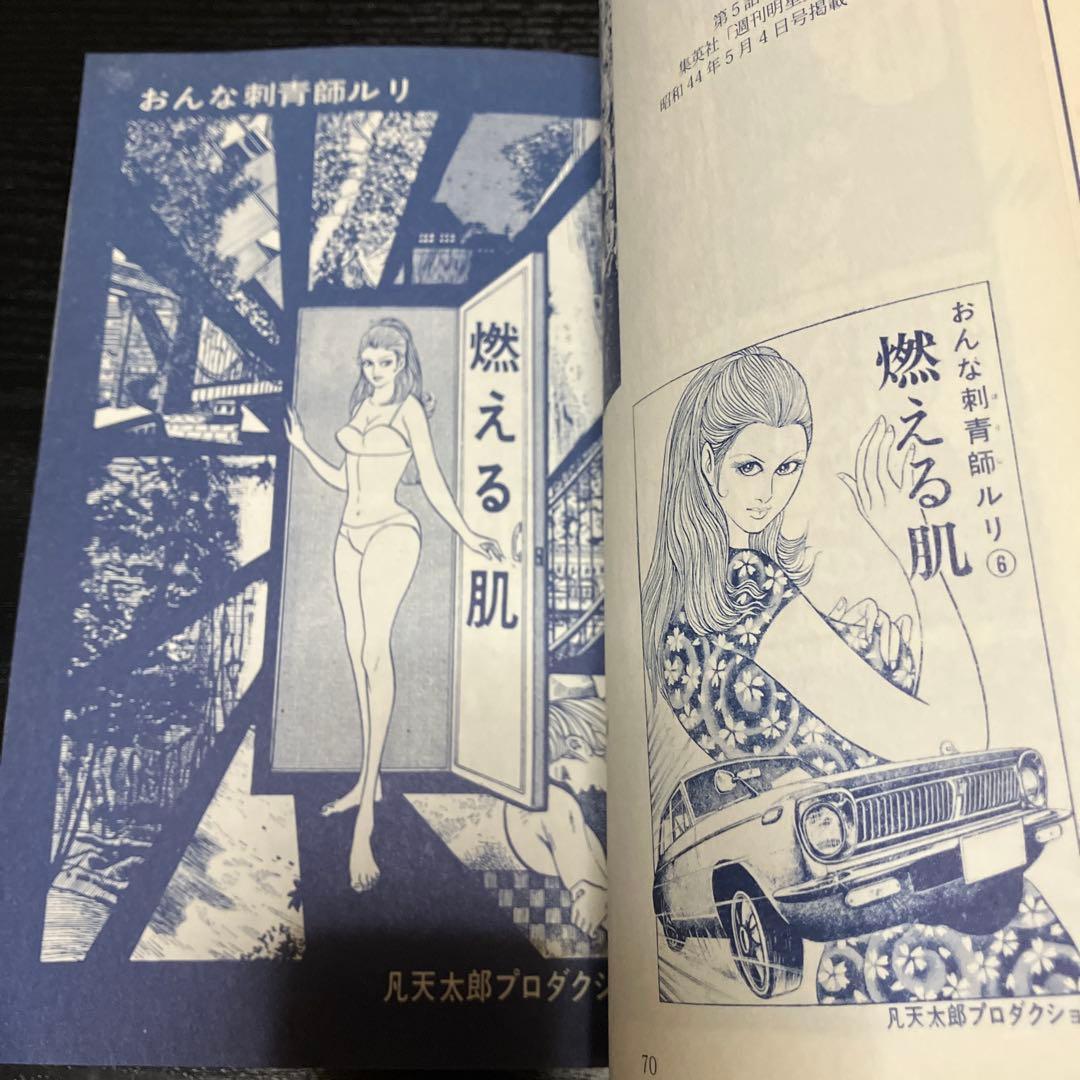 おんな刺青師ルリ
燃える肌
凡天太郎プロダクシ
第5話
集英社「週刊明星
昭和44年5月4日号掲載
おんな刺青師ルリ⑥
ほり
燃える肌
凡天太郎プロダクショ
70